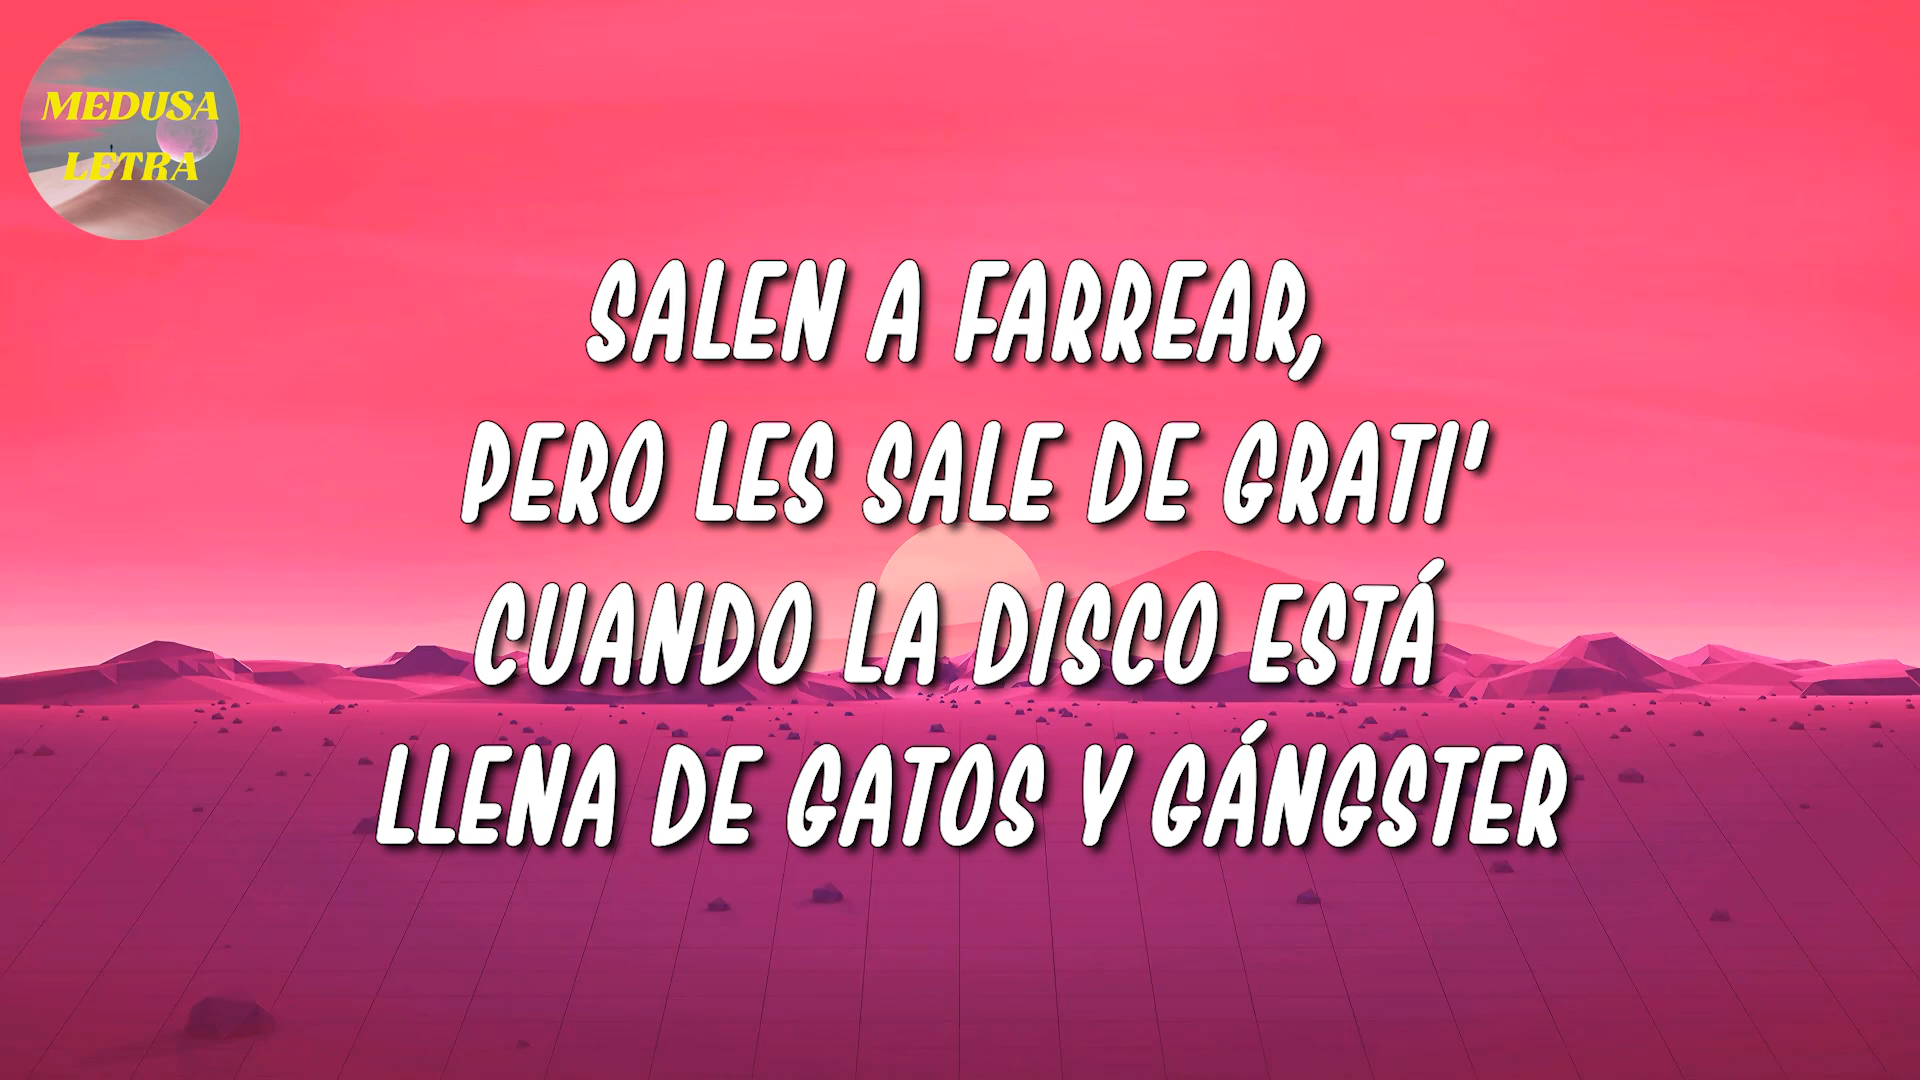 MEDUSA
LETRA
SALEN A FARREAR,
PERO LES SALE DE GRATI'
CUANDO LA DISCO ESTÁ
LLENA DE GATOS Y GÁNGSTER